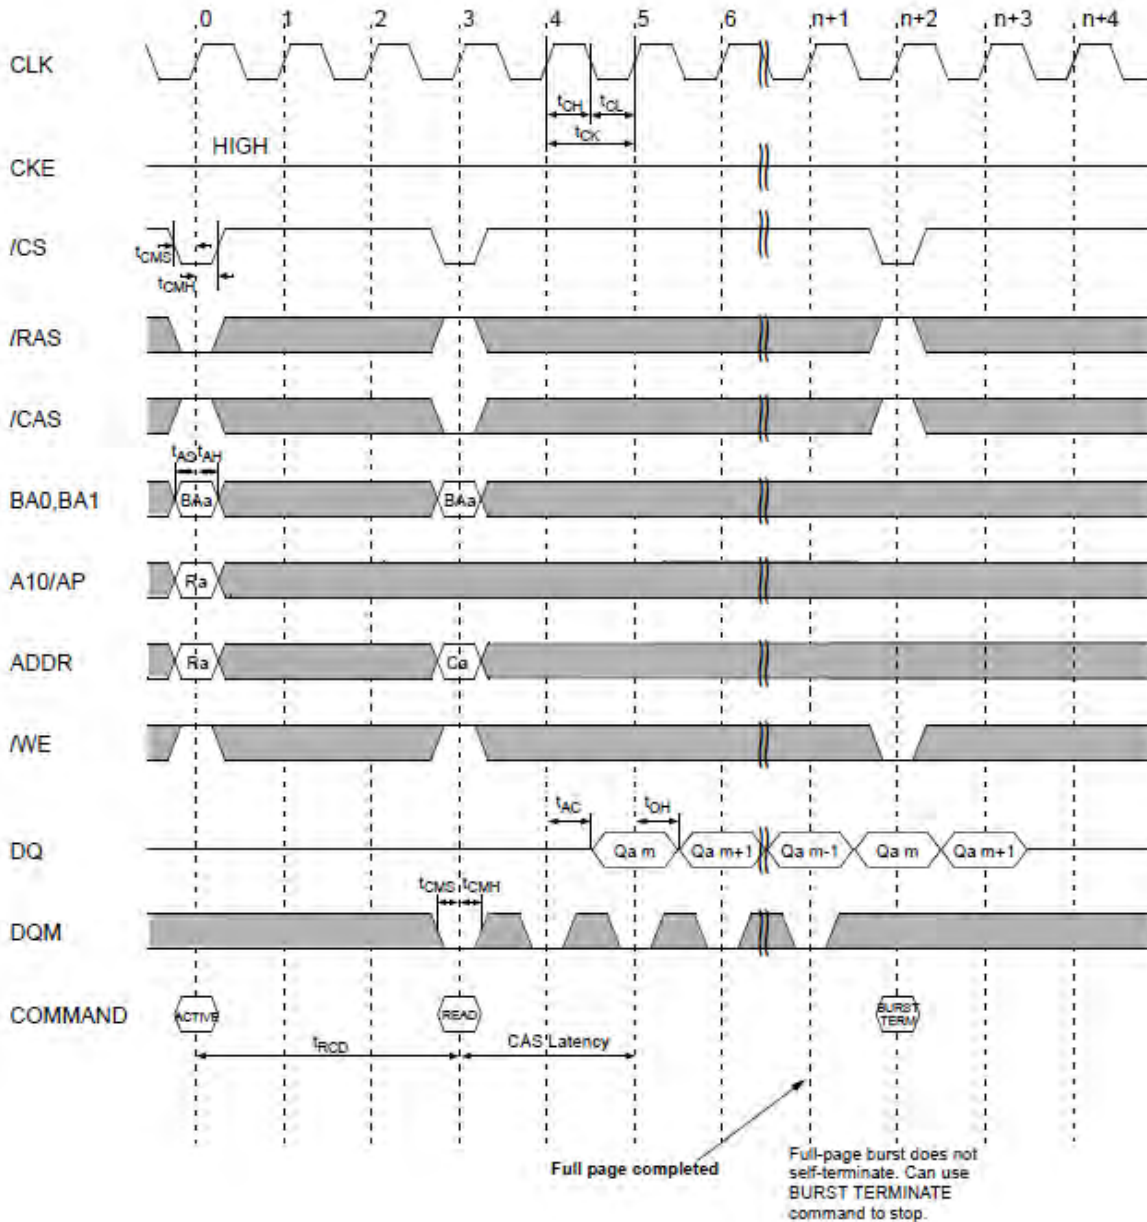 0 1 2 3 4 5 6 n+1 n+2 n+3 n+4
CLK
tCH tCL
tCK
HIGH
CKE
/CS
tCMS
tCMH
/RAS
/CAS
tAS tAH
BA0,BA1 BAa BAa
A10/AP Ra
ADDR Ra Ca
/WE
tAC tOH
DQ Qa m Qa m+1 Qa m-1 Qa m Qa m+1
tCMS tCMH
DQM
COMMAND ACTIVE READ BURST
TERM
tRCD CAS Latency
Full page completed
Full-page burst does not
self-terminate. Can use
BURST TERMINATE
command to stop.